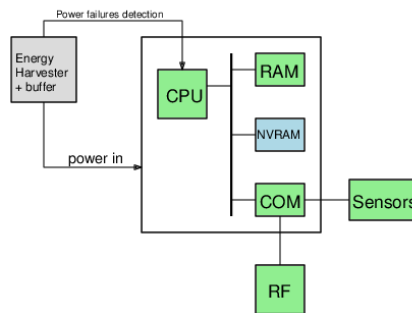 Power failures detection
Energy
Harvester
+ buffer
CPU
RAM
NVRAM
power in
COM
Sensors
RF